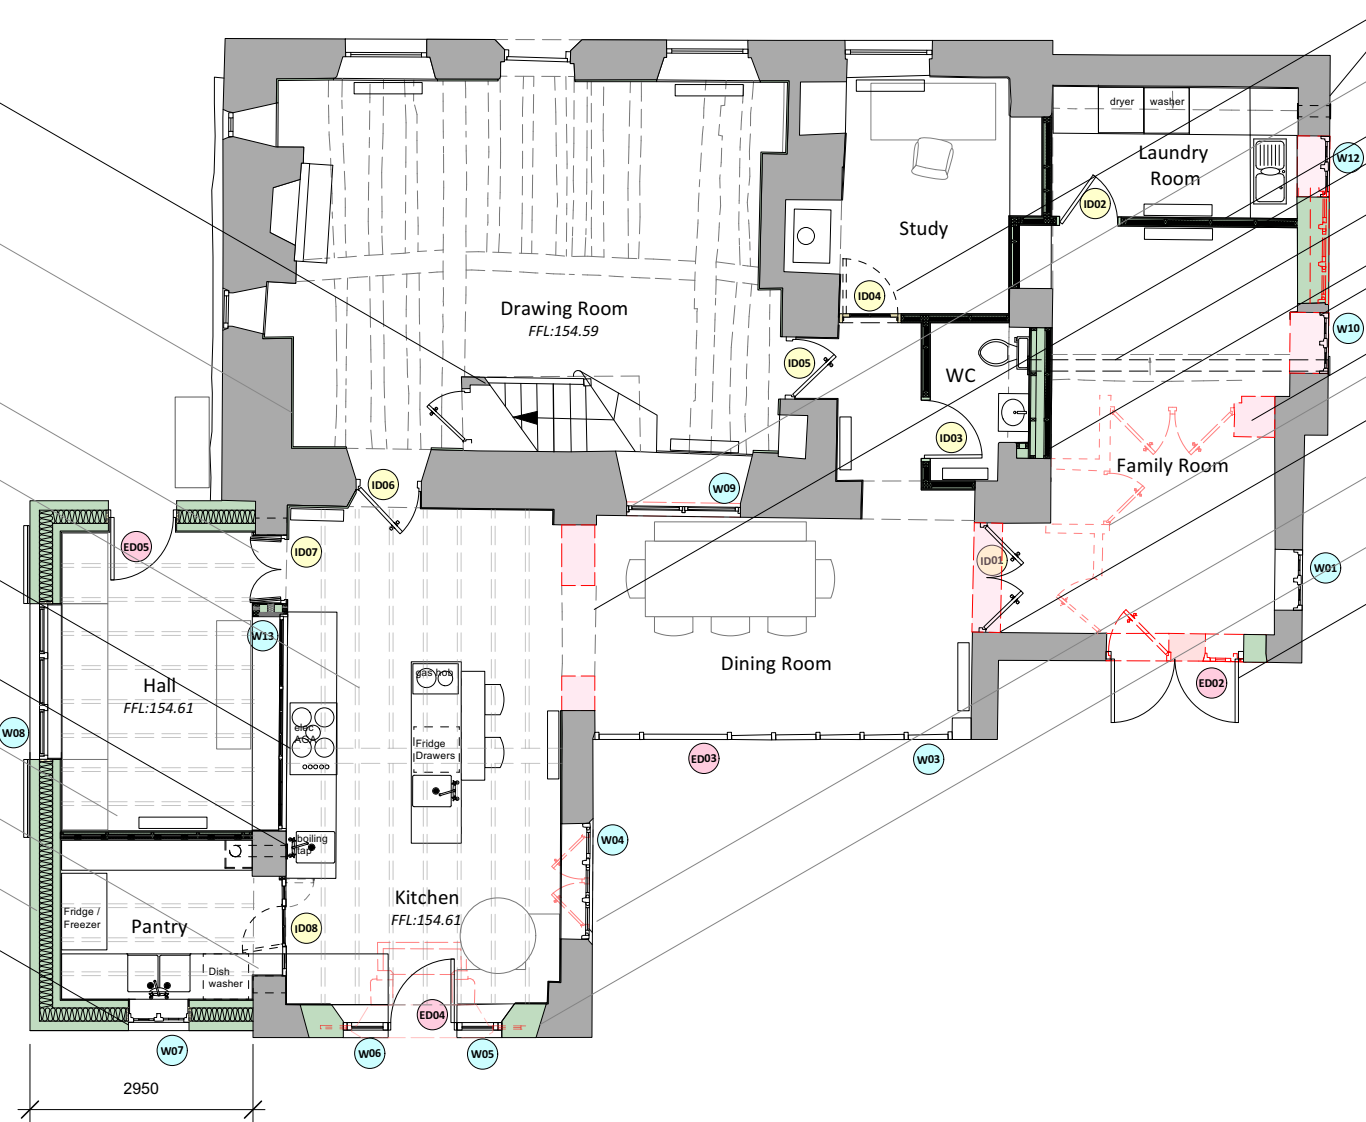 dryer
washer
Laundry
Room
W12
ID02
Study
ID04
Drawing Room
FFL:154.59
W10
ID05
WC
ID03
Family Room
ID06
W09
ED05
ID07
ID01
W01
W13
Dining Room
gas hob
Hall
FFL:154.61
ED02
W08
elec
AGA
Fridge
Drawers
ED03
W03
boiling
tap
W04
Kitchen
FFL:154.61
Fridge /
Freezer
Pantry
ID08
Dish
washer
ED04
W07
W06
W05
2950